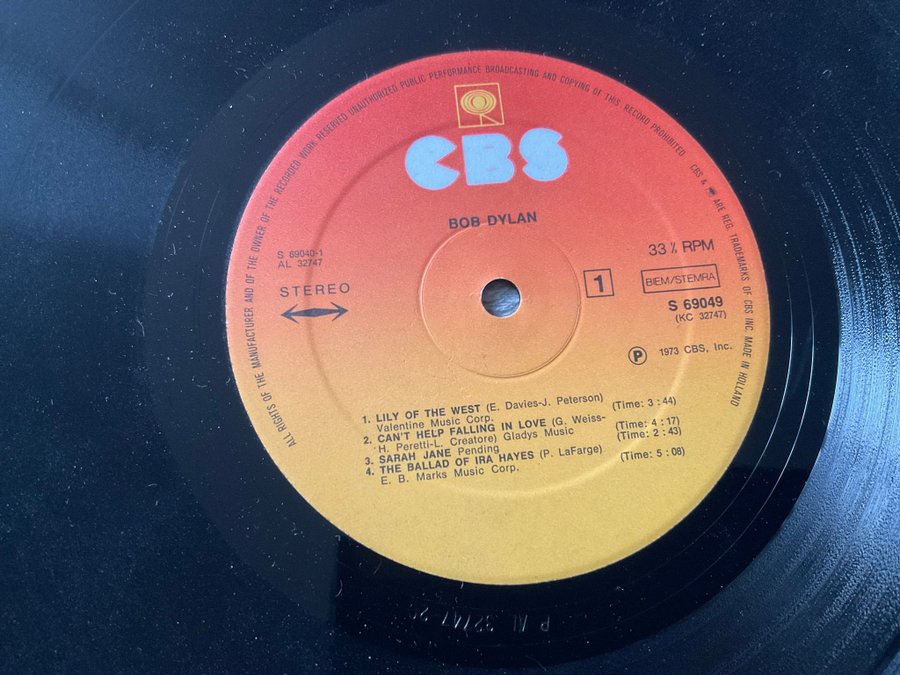 ALL RIGHTS OF THE MANUFACTURER AND OF THE OWNER OF THE RECORDED WORK RESERVED UNAUTHORIZED PUBLIC PERFORMANCE BROADCASTING AND COPYING OF THIS RECORD PROHIBITED
CBS & ARE REG. TRADEMARKS OF CBS INC. MADE IN HOLLAND
CBS
BOB DYLAN
S 69040-1
AL 32747
STEREO
33⅓ RPM
1
BIEM/STEMRA
S 69049
(KC 32747)
Ⓟ 1973 CBS, Inc.
1. LILY OF THE WEST (E. Davies-J. Peterson)
Valentine Music Corp. (Time: 3 : 44)
2. CAN'T HELP FALLING IN LOVE (G. Weiss-
H. Peretti-L. Creatore) Gladys Music (Time: 4 : 17)
3. SARAH JANE Pending (Time: 2 : 43)
4. THE BALLAD OF IRA HAYES (P. LaFarge)
E. B. Marks Music Corp. (Time: 5 : 08)